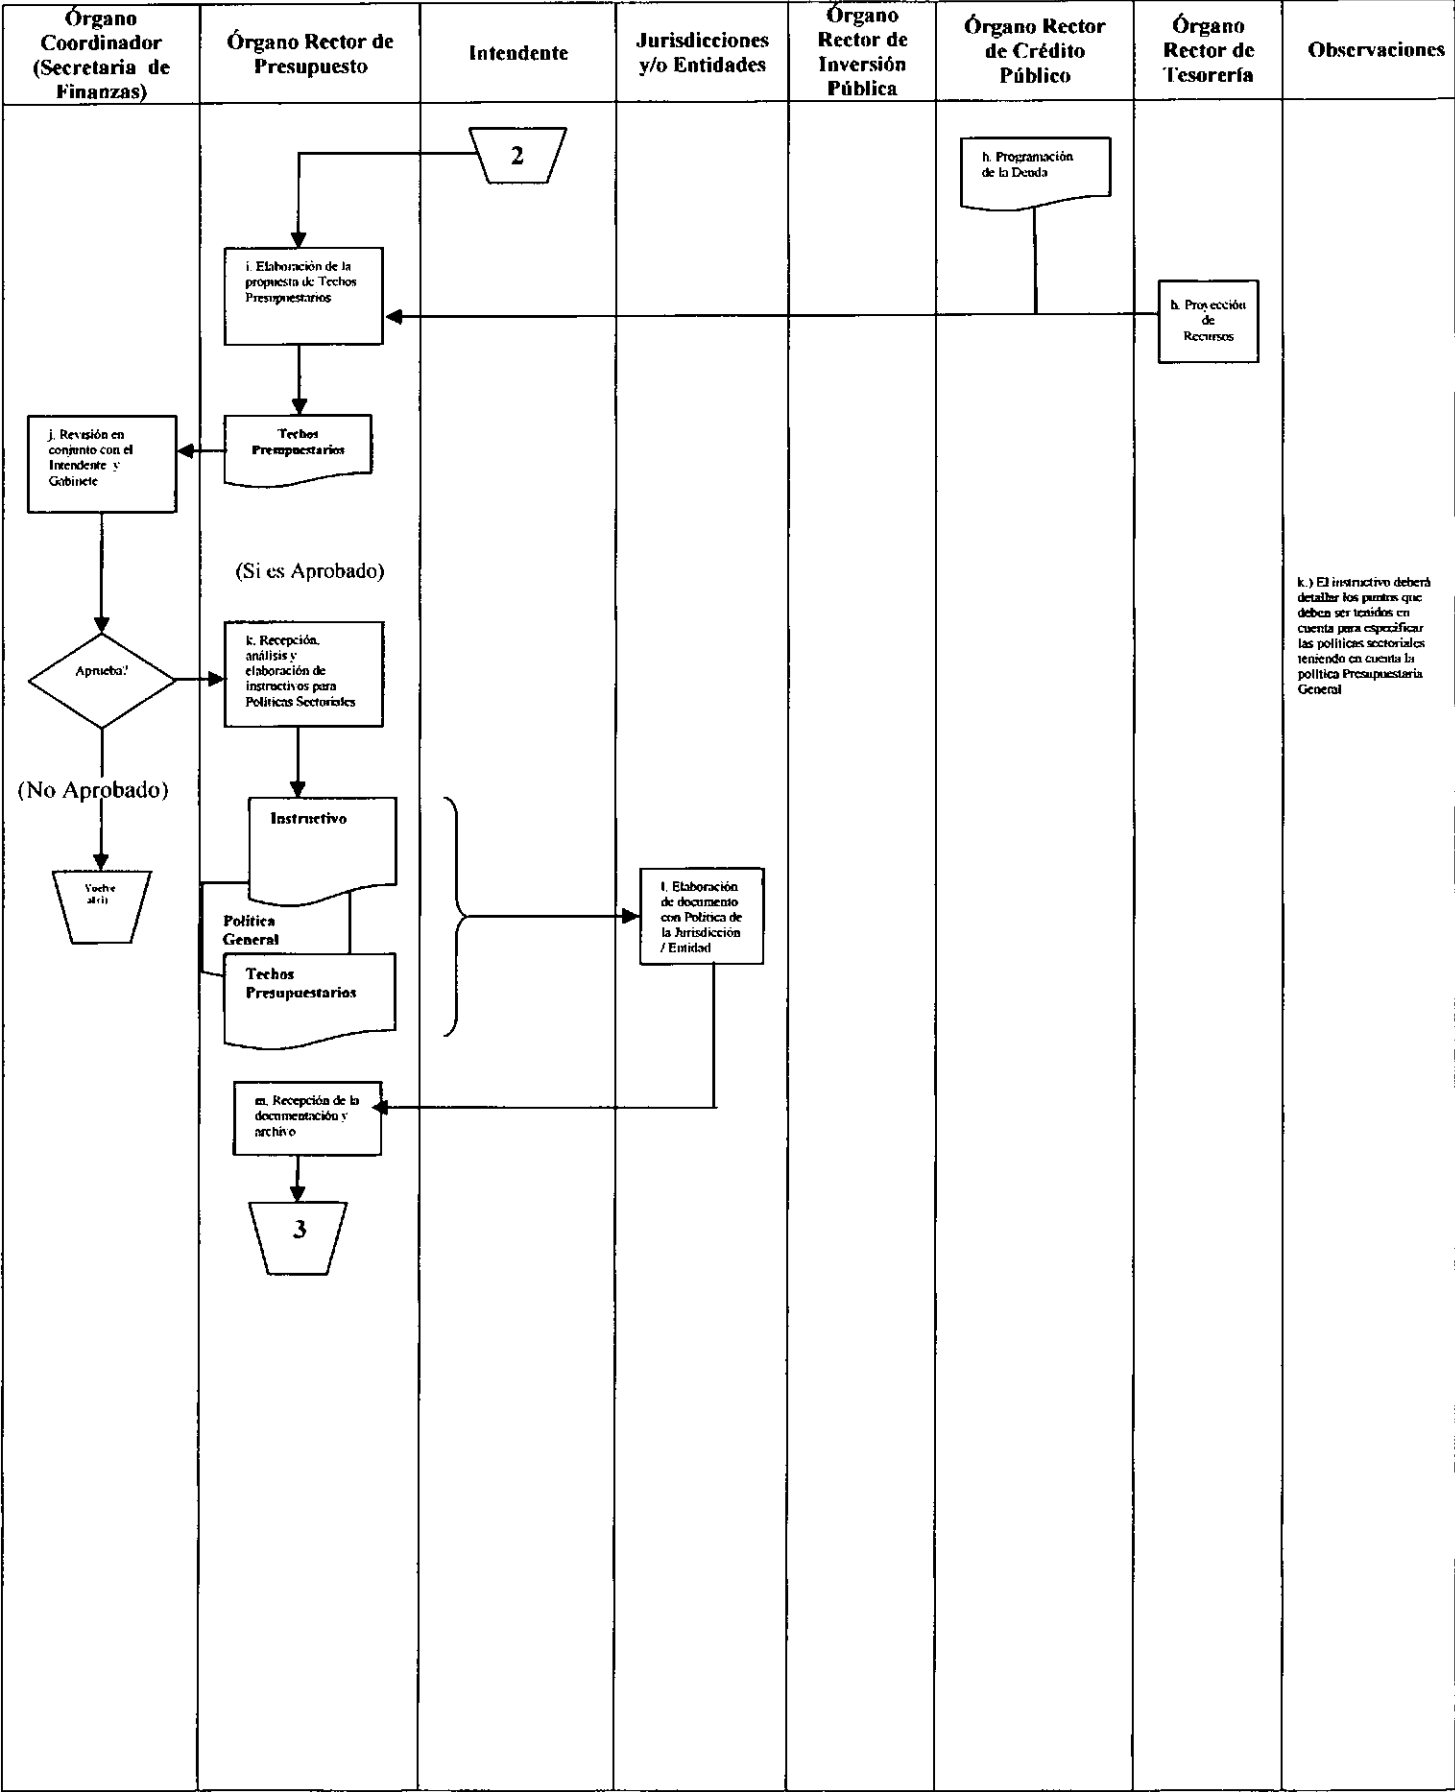 Órgano
Coordinador
(Secretaria de
Finanzas)
Órgano Rector de
Presupuesto
Intendente
Jurisdicciones
y/o Entidades
Órgano
Rector de
Inversión
Pública
Órgano Rector
de Crédito
Público
Órgano
Rector de
Tesorería
Observaciones
2
h. Programación
de la Deuda
i. Elaboración de la
propuesta de Techos
Presupuestarios
h. Proyección
de
Recursos
j. Revisión en
conjunto con el
Intendente y
Gabinete
Techos
Presupuestarios
(Si es Aprobado)
k.) El instructivo deberá
detallar los puntos que
deben ser tenidos en
cuenta para especificar
las políticas sectoriales
teniendo en cuenta la
política Presupuestaria
General
Aprueba?
k. Recepción,
análisis y
elaboración de
instructivos para
Políticas Sectoriales
(No Aprobado)
Instructivo
Vuelve
Política
General
Techos
Presupuestarios
l. Elaboración
de documento
con Política de
la Jurisdicción
/ Entidad
m. Recepción de la
documentación y
archivo
3